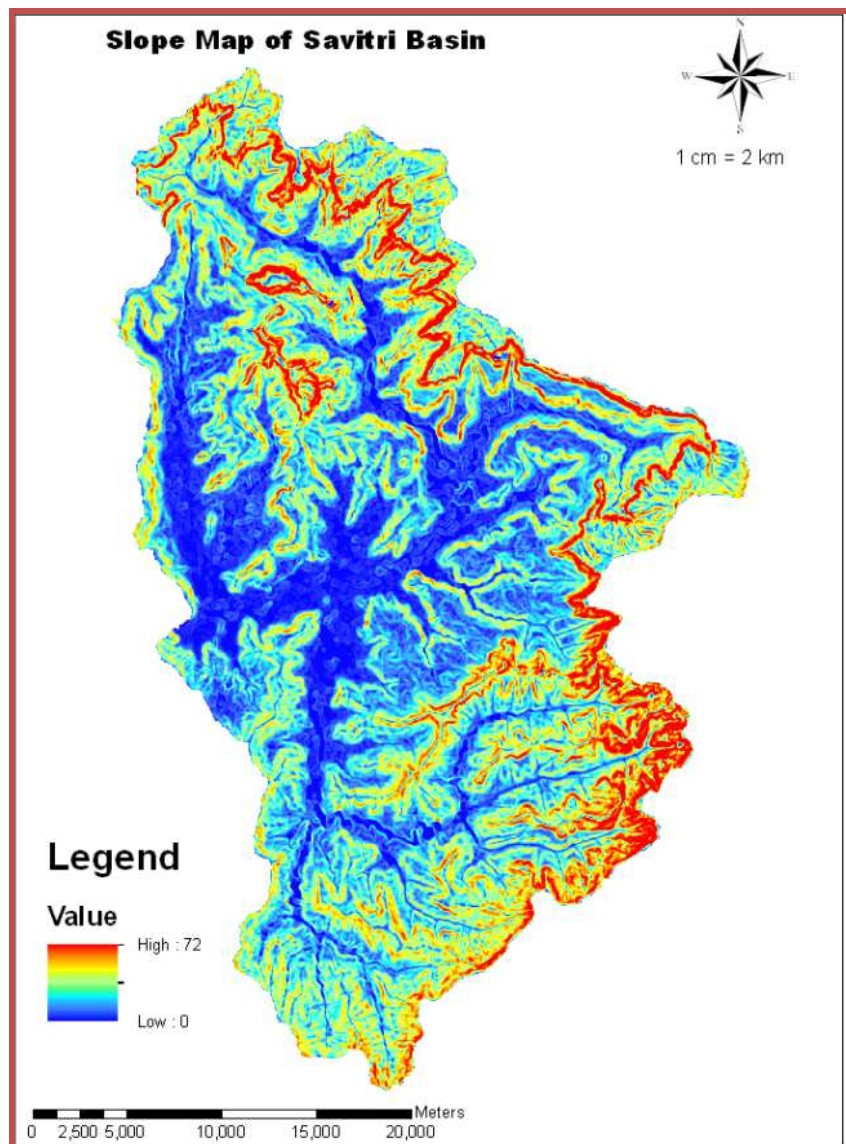 Slope Map of Savitri Basin
N
W E
S
1 cm = 2 km
Legend
Value
High : 72
Low : 0
Meters
0 2,500 5,000 10,000 15,000 20,000